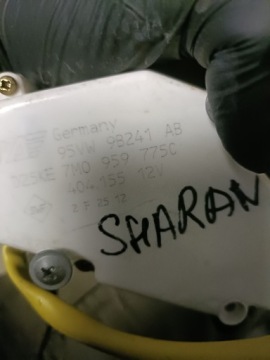 Germany
95VW 9B241 AB
7M0 959 775C
404.155 12V
SHARAN